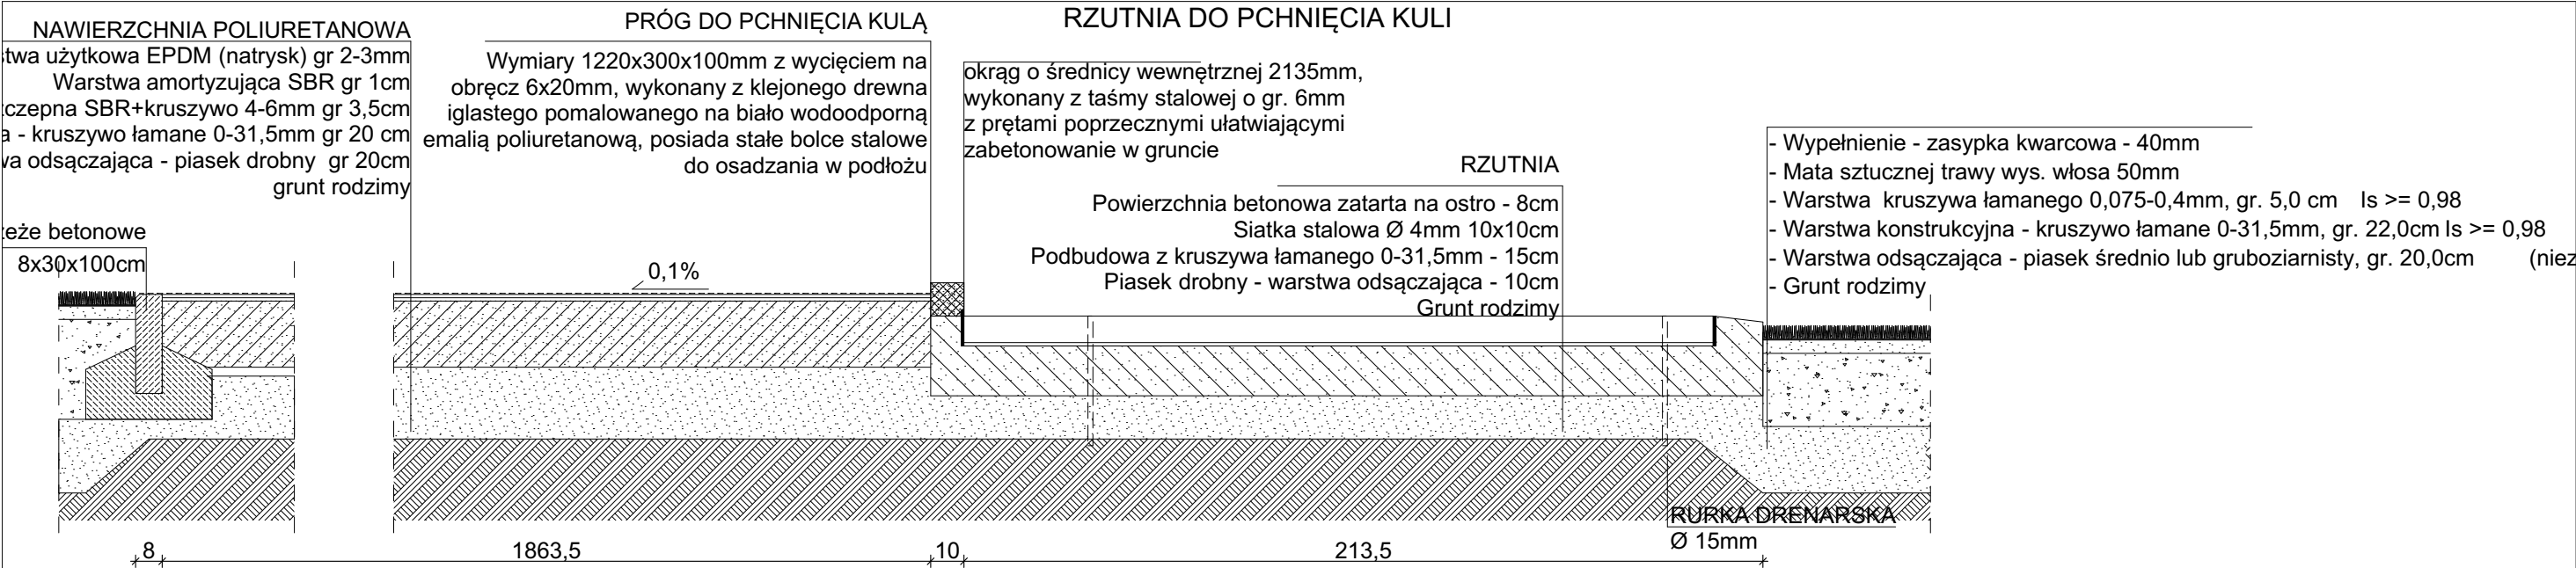 RZUTNIA DO PCHNIĘCIA KULI
NAWIERZCHNIA POLIURETANOWA
użytkowa EPDM (natrysk) gr 2-3mm
Warstwa amortyzująca SBR gr 1cm
SBR+kruszywo 4-6mm gr 3,5cm
- kruszywo łamane 0-31,5mm gr 20 cm
odsączająca - piasek drobny gr 20cm
grunt rodzimy
betonowe
8x30x100cm
PRÓG DO PCHNIĘCIA KULĄ
Wymiary 1220x300x100mm z wycięciem na
obręcz 6x20mm, wykonany z klejonego drewna
iglastego pomalowanego na biało wodoodporną
emalią poliuretanową, posiada stałe bolce stalowe
do osadzania w podłożu
0,1%
okrąg o średnicy wewnętrznej 2135mm,
wykonany z taśmy stalowej o gr. 6mm
z prętami poprzecznymi ułatwiającymi
zabetonowanie w gruncie
RZUTNIA
Powierzchnia betonowa zatarta na ostro - 8cm
Siatka stalowa Ø 4mm 10x10cm
Podbudowa z kruszywa łamanego 0-31,5mm - 15cm
Piasek drobny - warstwa odsączająca - 10cm
Grunt rodzimy
- Wypełnienie - zasypka kwarcowa - 40mm
- Mata sztucznej trawy wys. włosa 50mm
- Warstwa kruszywa łamanego 0,075-0,4mm, gr. 5,0 cm Is >= 0,98
- Warstwa konstrukcyjna - kruszywo łamane 0-31,5mm, gr. 22,0cm Is >= 0,98
- Warstwa odsączająca - piasek średnio lub gruboziarnisty, gr. 20,0cm
- Grunt rodzimy
RURKA DRENARSKA
Ø 15mm
8
1863,5
10
213,5